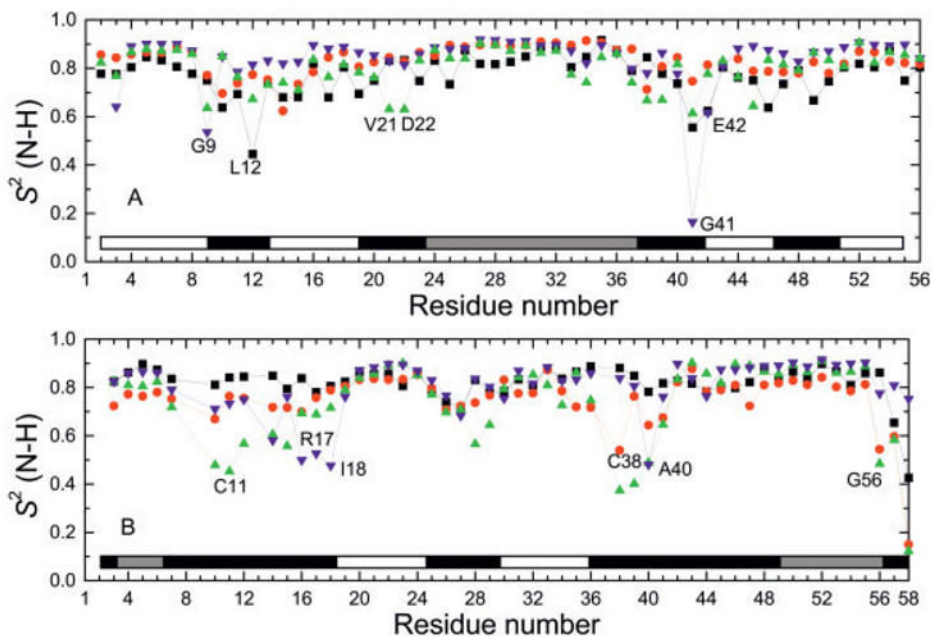 1.0
0.8
0.6
0.4
0.2
0.0
S² (N-H)
G9
L12
V21 D22
E42
G41
A
1 4 8 12 16 20 24 28 32 36 40 44 48 52 56
Residue number
1.0
0.8
0.6
0.4
0.2
0.0
S² (N-H)
C11
R17
I18
C38
A40
G56
B
1 4 8 12 16 20 24 28 32 36 40 44 48 52 56 58
Residue number